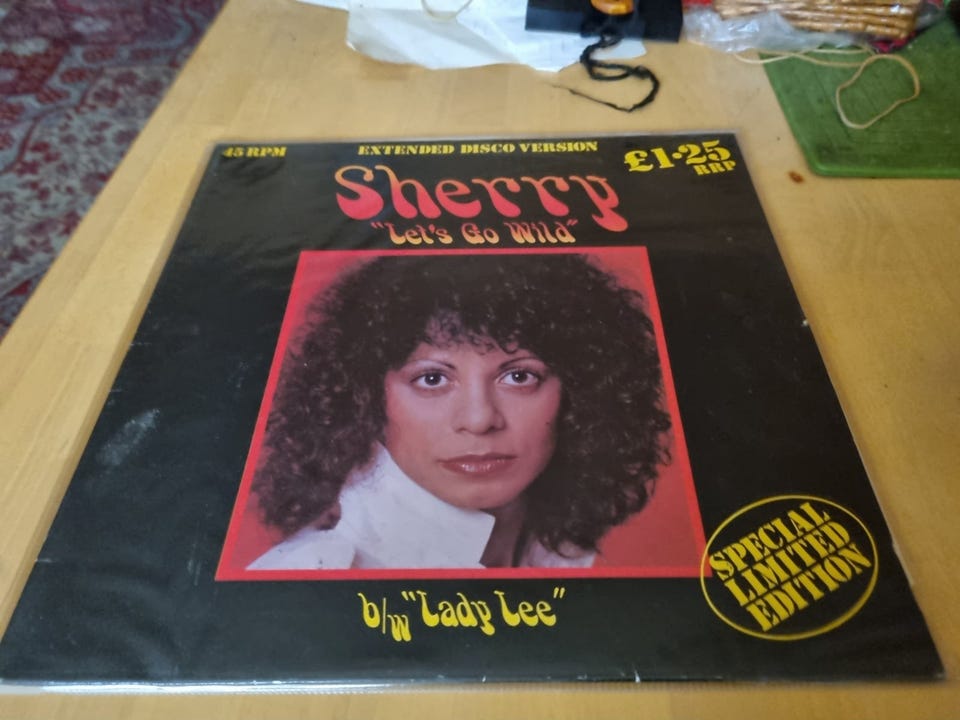 45 RPM
EXTENDED DISCO VERSION
£1·25
RRP
Sherry
"Let's Go Wild"
SPECIAL
LIMITED
EDITION
b/w "Lady Lee"